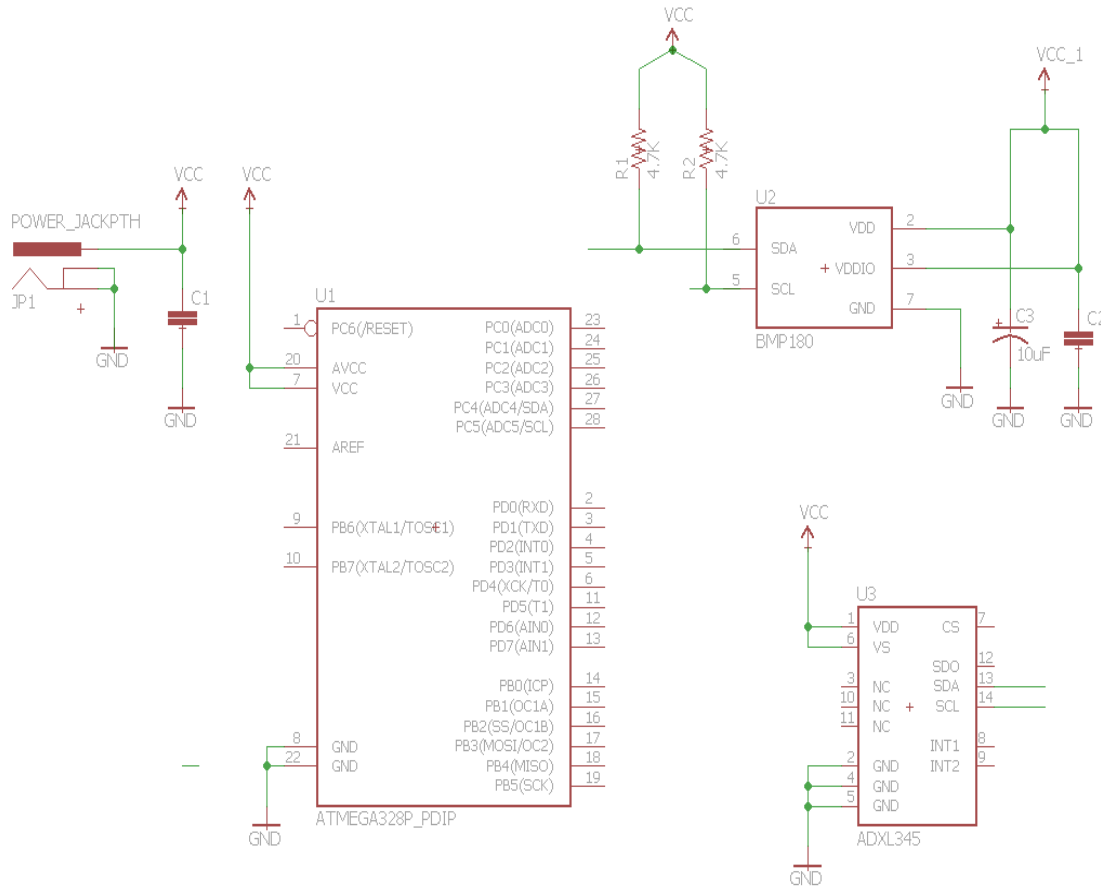 VCC
VCC_1
R1
4.7K
R2
4.7K
VCC
VCC
POWER_JACKPTH
JP1
GND
C1
GND
U2
6 SDA
5 SCL
VDD 2
VDDIO 3
GND 7
BMP180
GND
C3
10uF
GND
C2
GND
U1
1 PC6(/RESET)
20 AVCC
7 VCC
21 AREF
9 PB6(XTAL1/TOSC1)
10 PB7(XTAL2/TOSC2)
8 GND
22 GND
PC0(ADC0) 23
PC1(ADC1) 24
PC2(ADC2) 25
PC3(ADC3) 26
PC4(ADC4/SDA) 27
PC5(ADC5/SCL) 28
PD0(RXD) 2
PD1(TXD) 3
PD2(INT0) 4
PD3(INT1) 5
PD4(XCK/T0) 6
PD5(T1) 11
PD6(AIN0) 12
PD7(AIN1) 13
PB0(ICP) 14
PB1(OC1A) 15
PB2(SS/OC1B) 16
PB3(MOSI/OC2) 17
PB4(MISO) 18
PB5(SCK) 19
ATMEGA328P_PDIP
GND
VCC
U3
1 VDD
6 VS
3 NC
10 NC
11 NC
2 GND
4 GND
5 GND
CS 7
SDO 12
SDA 13
SCL 14
INT1 8
INT2 9
ADXL345
GND